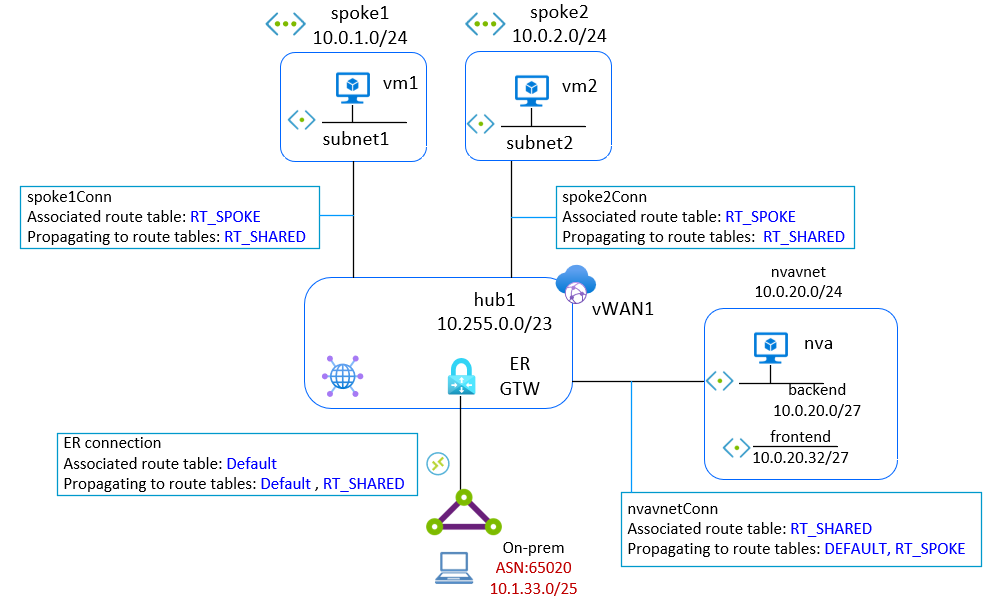 spoke1
10.0.1.0/24
spoke2
10.0.2.0/24
vm1
subnet1
vm2
subnet2
spoke1Conn
Associated route table: RT_SPOKE
Propagating to route tables: RT_SHARED
spoke2Conn
Associated route table: RT_SPOKE
Propagating to route tables: RT_SHARED
hub1
10.255.0.0/23
vWAN1
ER
GTW
nvavnet
10.0.20.0/24
nva
backend
10.0.20.0/27
frontend
10.0.20.32/27
ER connection
Associated route table: Default
Propagating to route tables: Default , RT_SHARED
nvavnetConn
Associated route table: RT_SHARED
Propagating to route tables: DEFAULT, RT_SPOKE
On-prem
ASN:65020
10.1.33.0/25